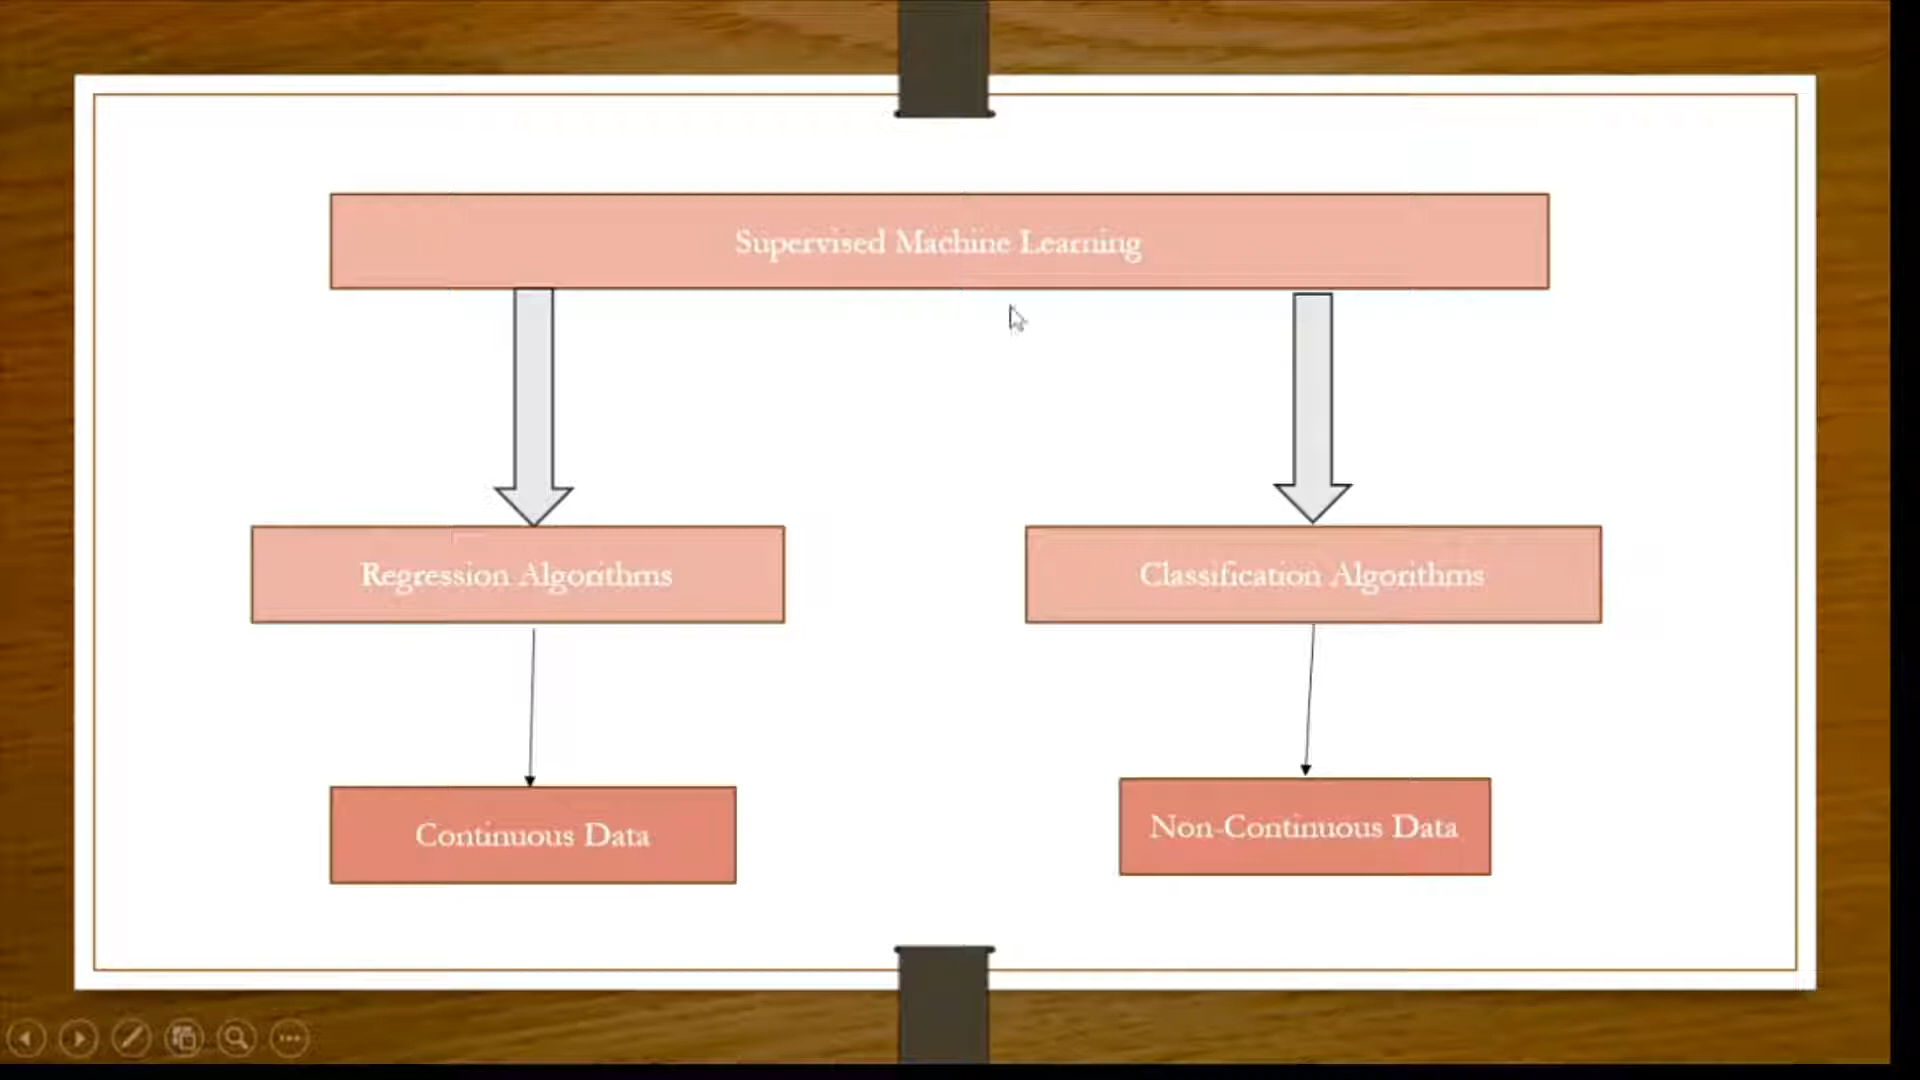 Supervised Machine Learning
Regression Algorithms
Classification Algorithms
Continuous Data
Non-Continuous Data